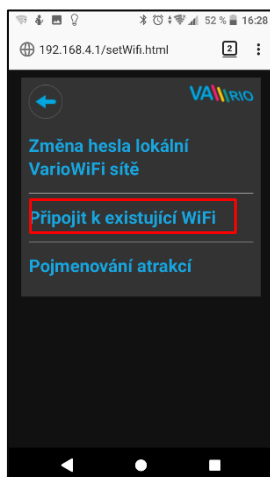 52 % 16:28
192.168.4.1/setWifi.html 2
VARIO
Změna hesla lokální
VarioWiFi sítě
Připojit k existující WiFi
Pojmenování atrakcí